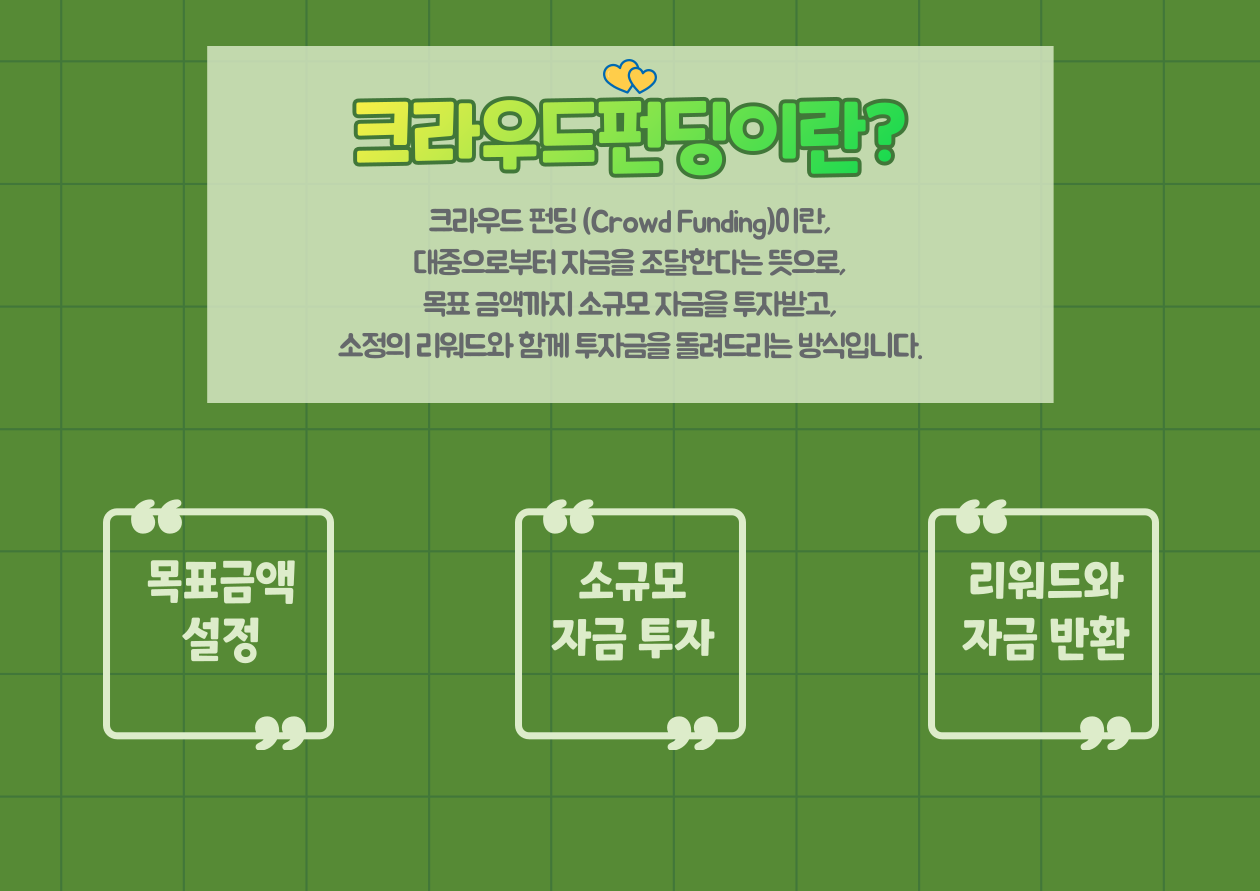 크라우드펀딩이란?
크라우드 펀딩 (Crowd Funding)이란,
대중으로부터 자금을 조달한다는 뜻으로,
목표 금액까지 소규모 자금을 투자받고,
소정의 리워드와 함께 투자금을 돌려드리는 방식입니다.
“
목표금액
설정
”
“
소규모
자금 투자
”
“
리워드와
자금 반환
”